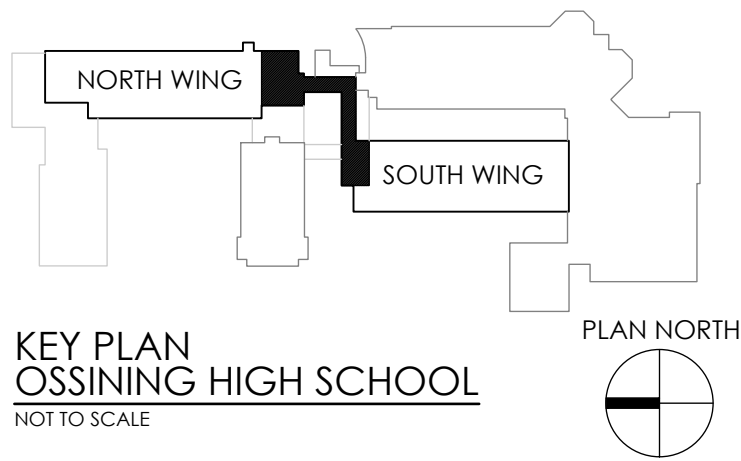 NORTH WING
SOUTH WING
KEY PLAN
OSSINING HIGH SCHOOL
NOT TO SCALE
PLAN NORTH